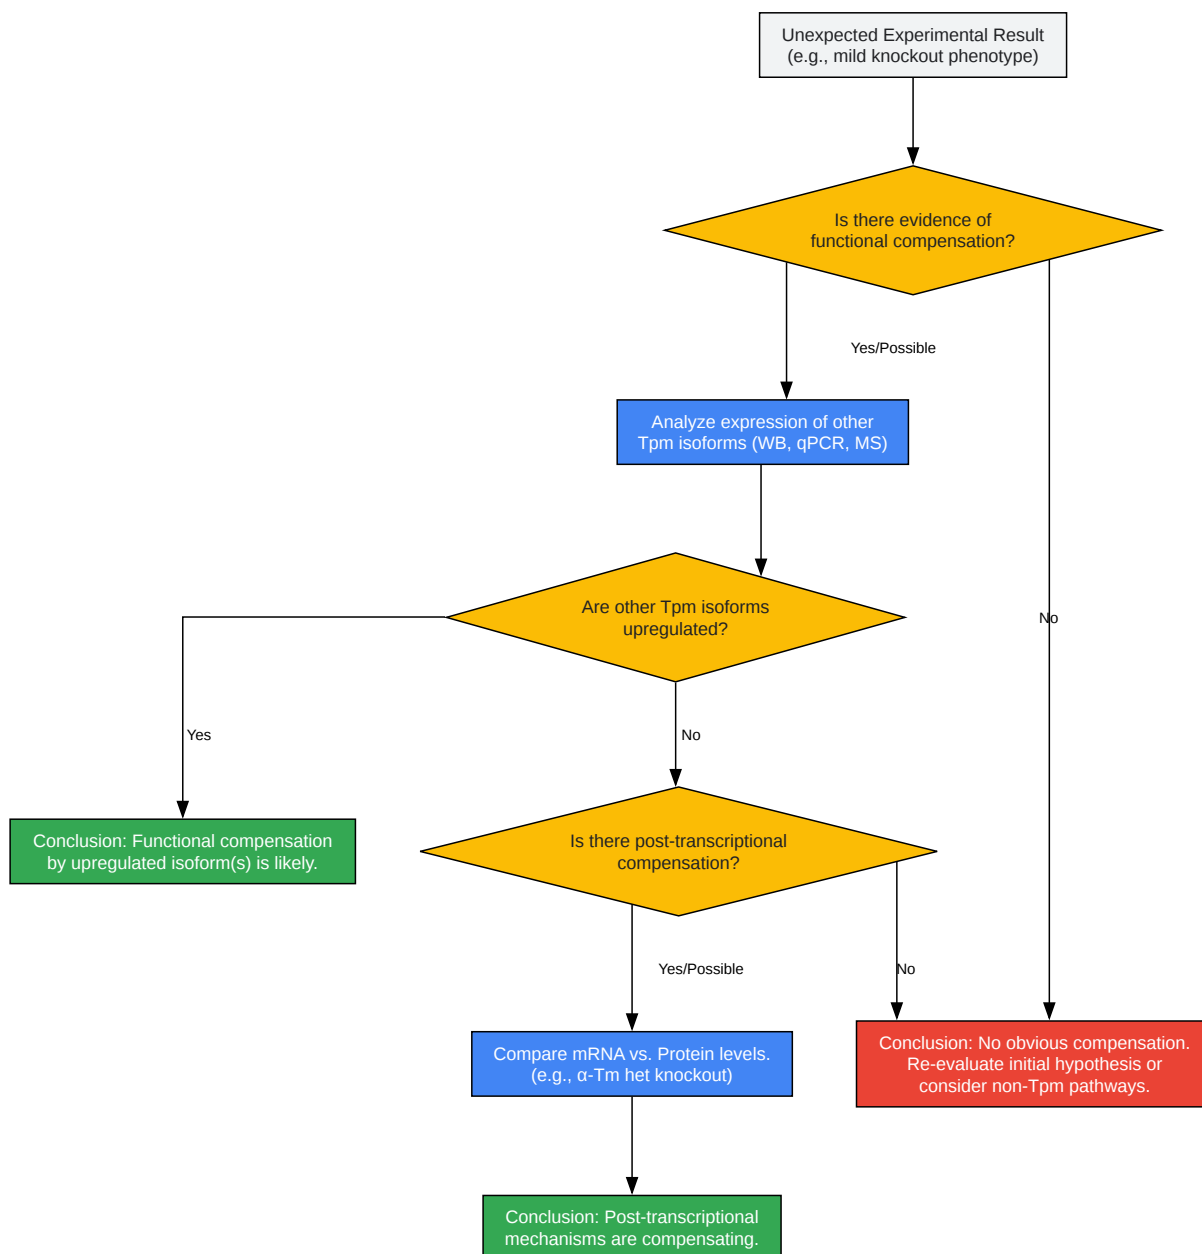 Unexpected Experimental Result
(e.g., mild knockout phenotype)
Is there evidence of
functional compensation?
Yes/Possible
Analyze expression of other
Tpm isoforms (WB, qPCR, MS)
Are other Tpm isoforms
upregulated?
No
Yes
No
Conclusion: Functional compensation
by upregulated isoform(s) is likely.
Is there post-transcriptional
compensation?
Yes/Possible
No
Compare mRNA vs. Protein levels.
(e.g., α-Tm het knockout)
Conclusion: No obvious compensation.
Re-evaluate initial hypothesis or
consider non-Tpm pathways.
Conclusion: Post-transcriptional
mechanisms are compensating.